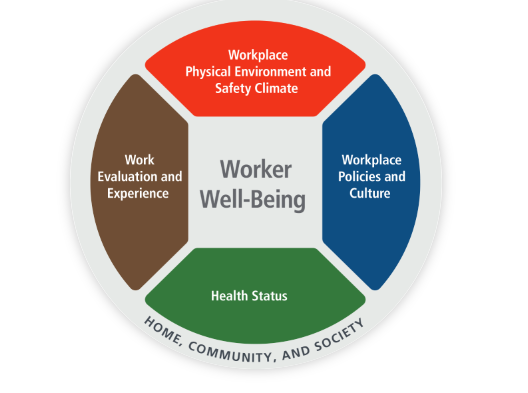 Workplace
Physical Environment and
Safety Climate
Work
Evaluation and
Experience
Worker
Well-Being
Workplace
Policies and
Culture
Health Status
HOME, COMMUNITY, AND SOCIETY